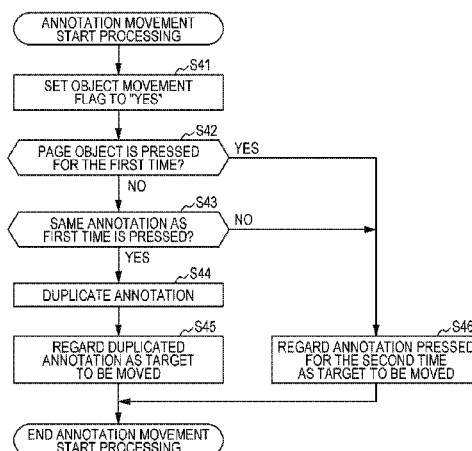 ANNOTATION MOVEMENT
START PROCESSING
S41
SET OBJECT MOVEMENT
FLAG TO "YES"
S42
PAGE OBJECT IS PRESSED
FOR THE FIRST TIME?
YES
NO
S43
SAME ANNOTATION AS
FIRST TIME IS PRESSED?
NO
YES
S44
DUPLICATE ANNOTATION
S45
REGARD DUPLICATED
ANNOTATION AS TARGET
TO BE MOVED
S46
REGARD ANNOTATION PRESSED
FOR THE SECOND TIME
AS TARGET TO BE MOVED
END ANNOTATION MOVEMENT
START PROCESSING